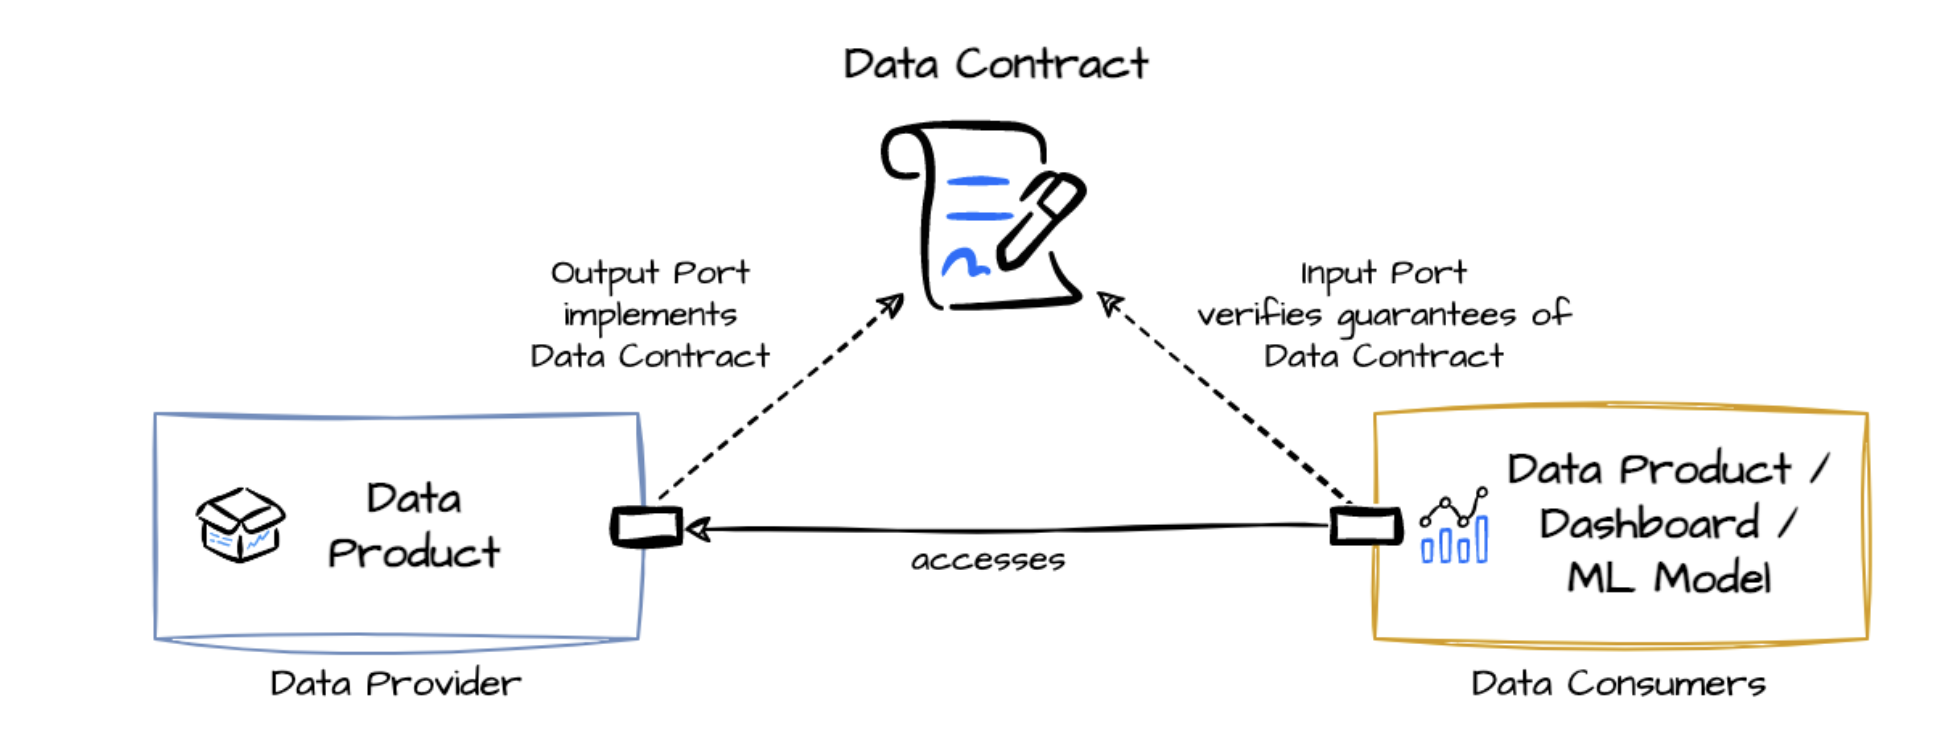 Data Contract
Output Port
implements
Data Contract
Input Port
verifies guarantees of
Data Contract
Data
Product
accesses
Data Product /
Dashboard /
ML Model
Data Provider
Data Consumers